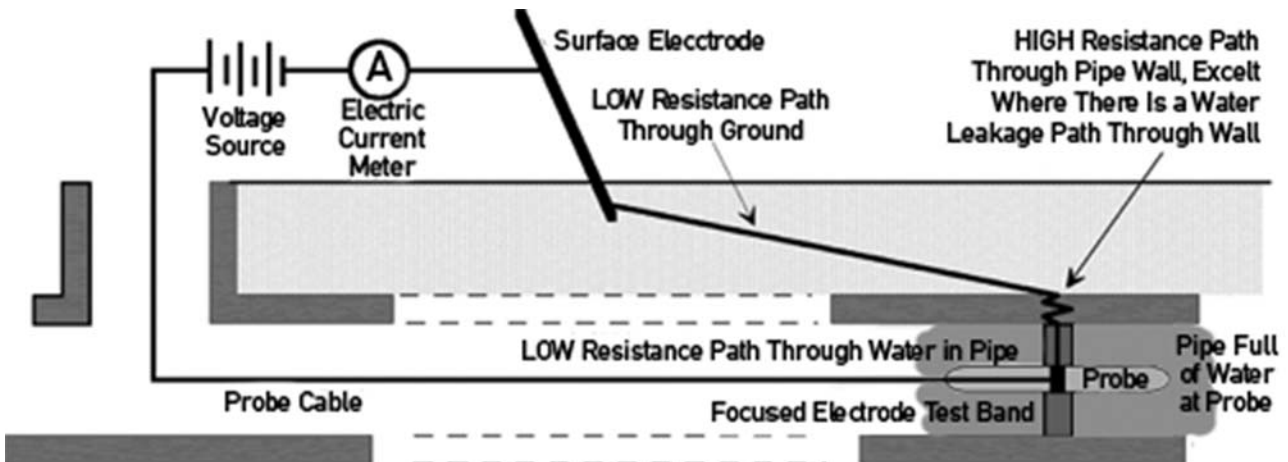 Surface Elecctrode
HIGH Resistance Path
Through Pipe Wall, Excelt
Where There Is a Water
Leakage Path Through Wall
A
Voltage
Source
Electric
Current
Meter
LOW Resistance Path
Through Ground
LOW Resistance Path Through Water in Pipe
Pipe Full
of Water
at Probe
Probe
Probe Cable
Focused Electrode Test Band